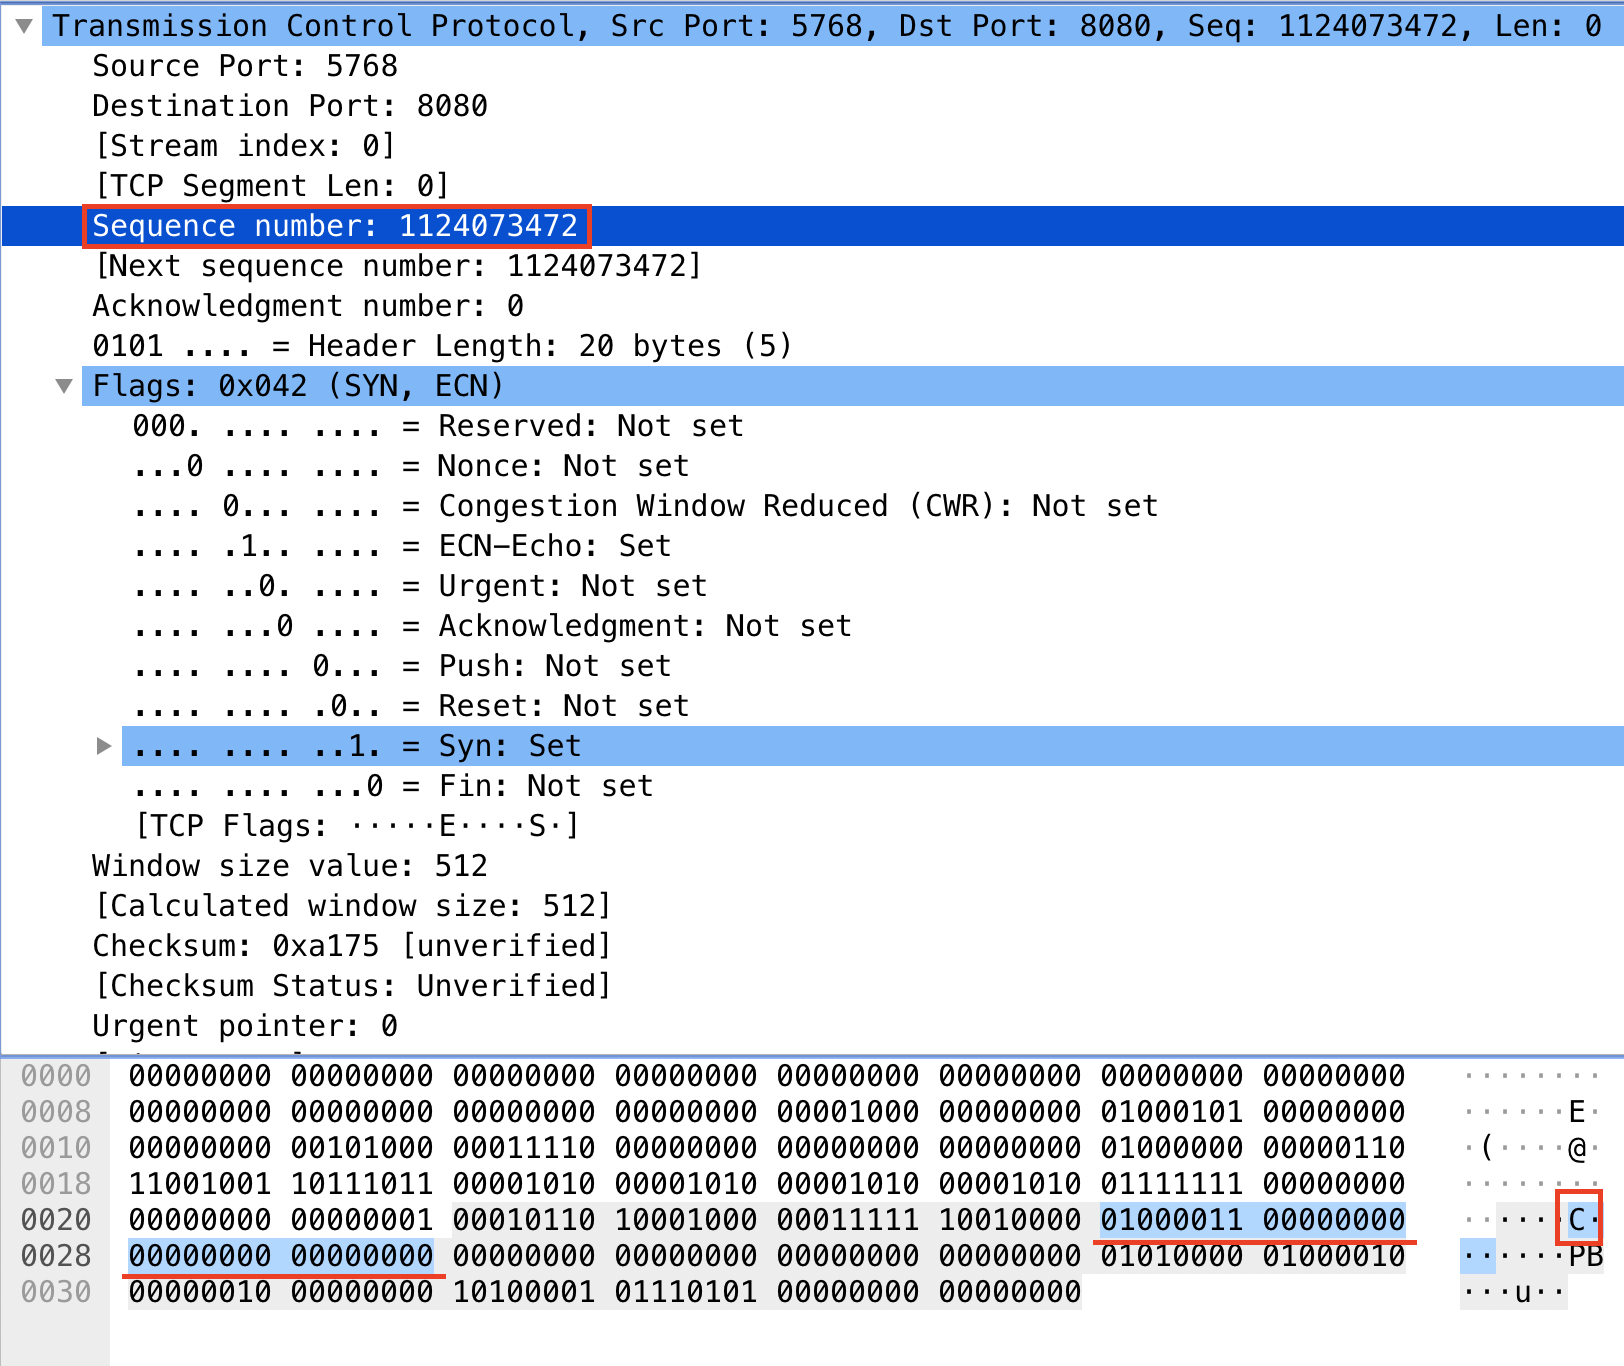 Transmission Control Protocol, Src Port: 5768, Dst Port: 8080, Seq: 1124073472, Len: 0
Source Port: 5768
Destination Port: 8080
[Stream index: 0]
[TCP Segment Len: 0]
Sequence number: 1124073472
[Next sequence number: 1124073472]
Acknowledgment number: 0
0101 .... = Header Length: 20 bytes (5)
Flags: 0x042 (SYN, ECN)
000. .... .... = Reserved: Not set
...0 .... .... = Nonce: Not set
.... 0... .... = Congestion Window Reduced (CWR): Not set
.... .1.. .... = ECN-Echo: Set
.... ..0. .... = Urgent: Not set
.... ...0 .... = Acknowledgment: Not set
.... .... 0... = Push: Not set
.... .... .0.. = Reset: Not set
.... .... ..1. = Syn: Set
.... .... ...0 = Fin: Not set
[TCP Flags: ·····E····S·]
Window size value: 512
[Calculated window size: 512]
Checksum: 0xa175 [unverified]
[Checksum Status: Unverified]
Urgent pointer: 0
0000 00000000 00000000 00000000 00000000 00000000 00000000 00000000 00000000 ········
0008 00000000 00000000 00000000 00000000 00001000 00000000 01000101 00000000 ······E·
0010 00000000 00101000 00011110 00000000 00000000 00000000 01000000 00000110 ·(····@·
0018 11001001 10111011 00001010 00001010 00001010 00001010 01111111 00000000 ········
0020 00000000 00000001 00010110 10001000 00011111 10010000 01000011 00000000 ······C·
0028 00000000 00000000 00000000 00000000 00000000 00000000 01010000 01000010 ······PB
0030 00000010 00000000 10100001 01110101 00000000 00000000 ···u··